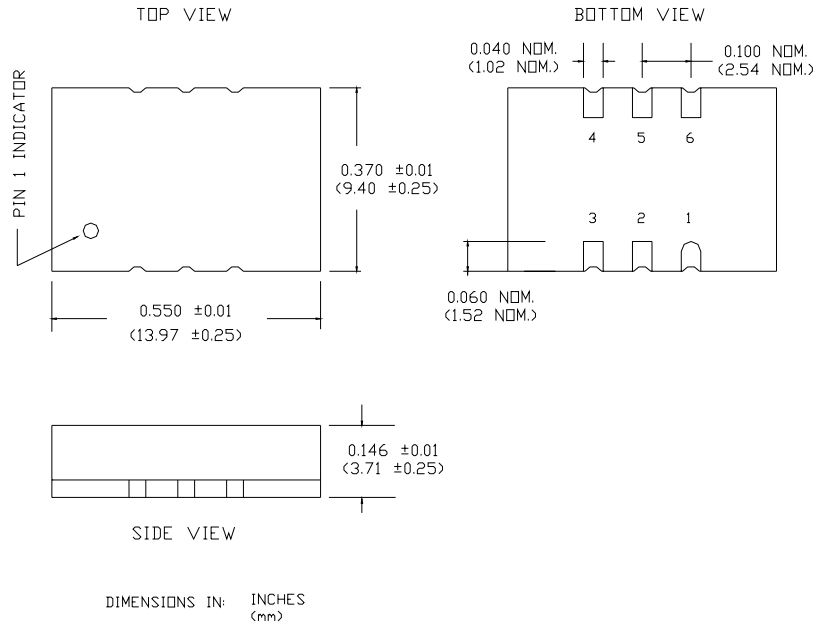 TOP VIEW
BOTTOM VIEW
0.040 NOM.
(1.02 NOM.)
0.100 NOM.
(2.54 NOM.)
PIN 1 INDICATOR
4 5 6
0.370 ±0.01
(9.40 ±0.25)
3 2 1
0.550 ±0.01
(13.97 ±0.25)
0.060 NOM.
(1.52 NOM.)
0.146 ±0.01
(3.71 ±0.25)
SIDE VIEW
DIMENSIONS IN: INCHES
(mm)